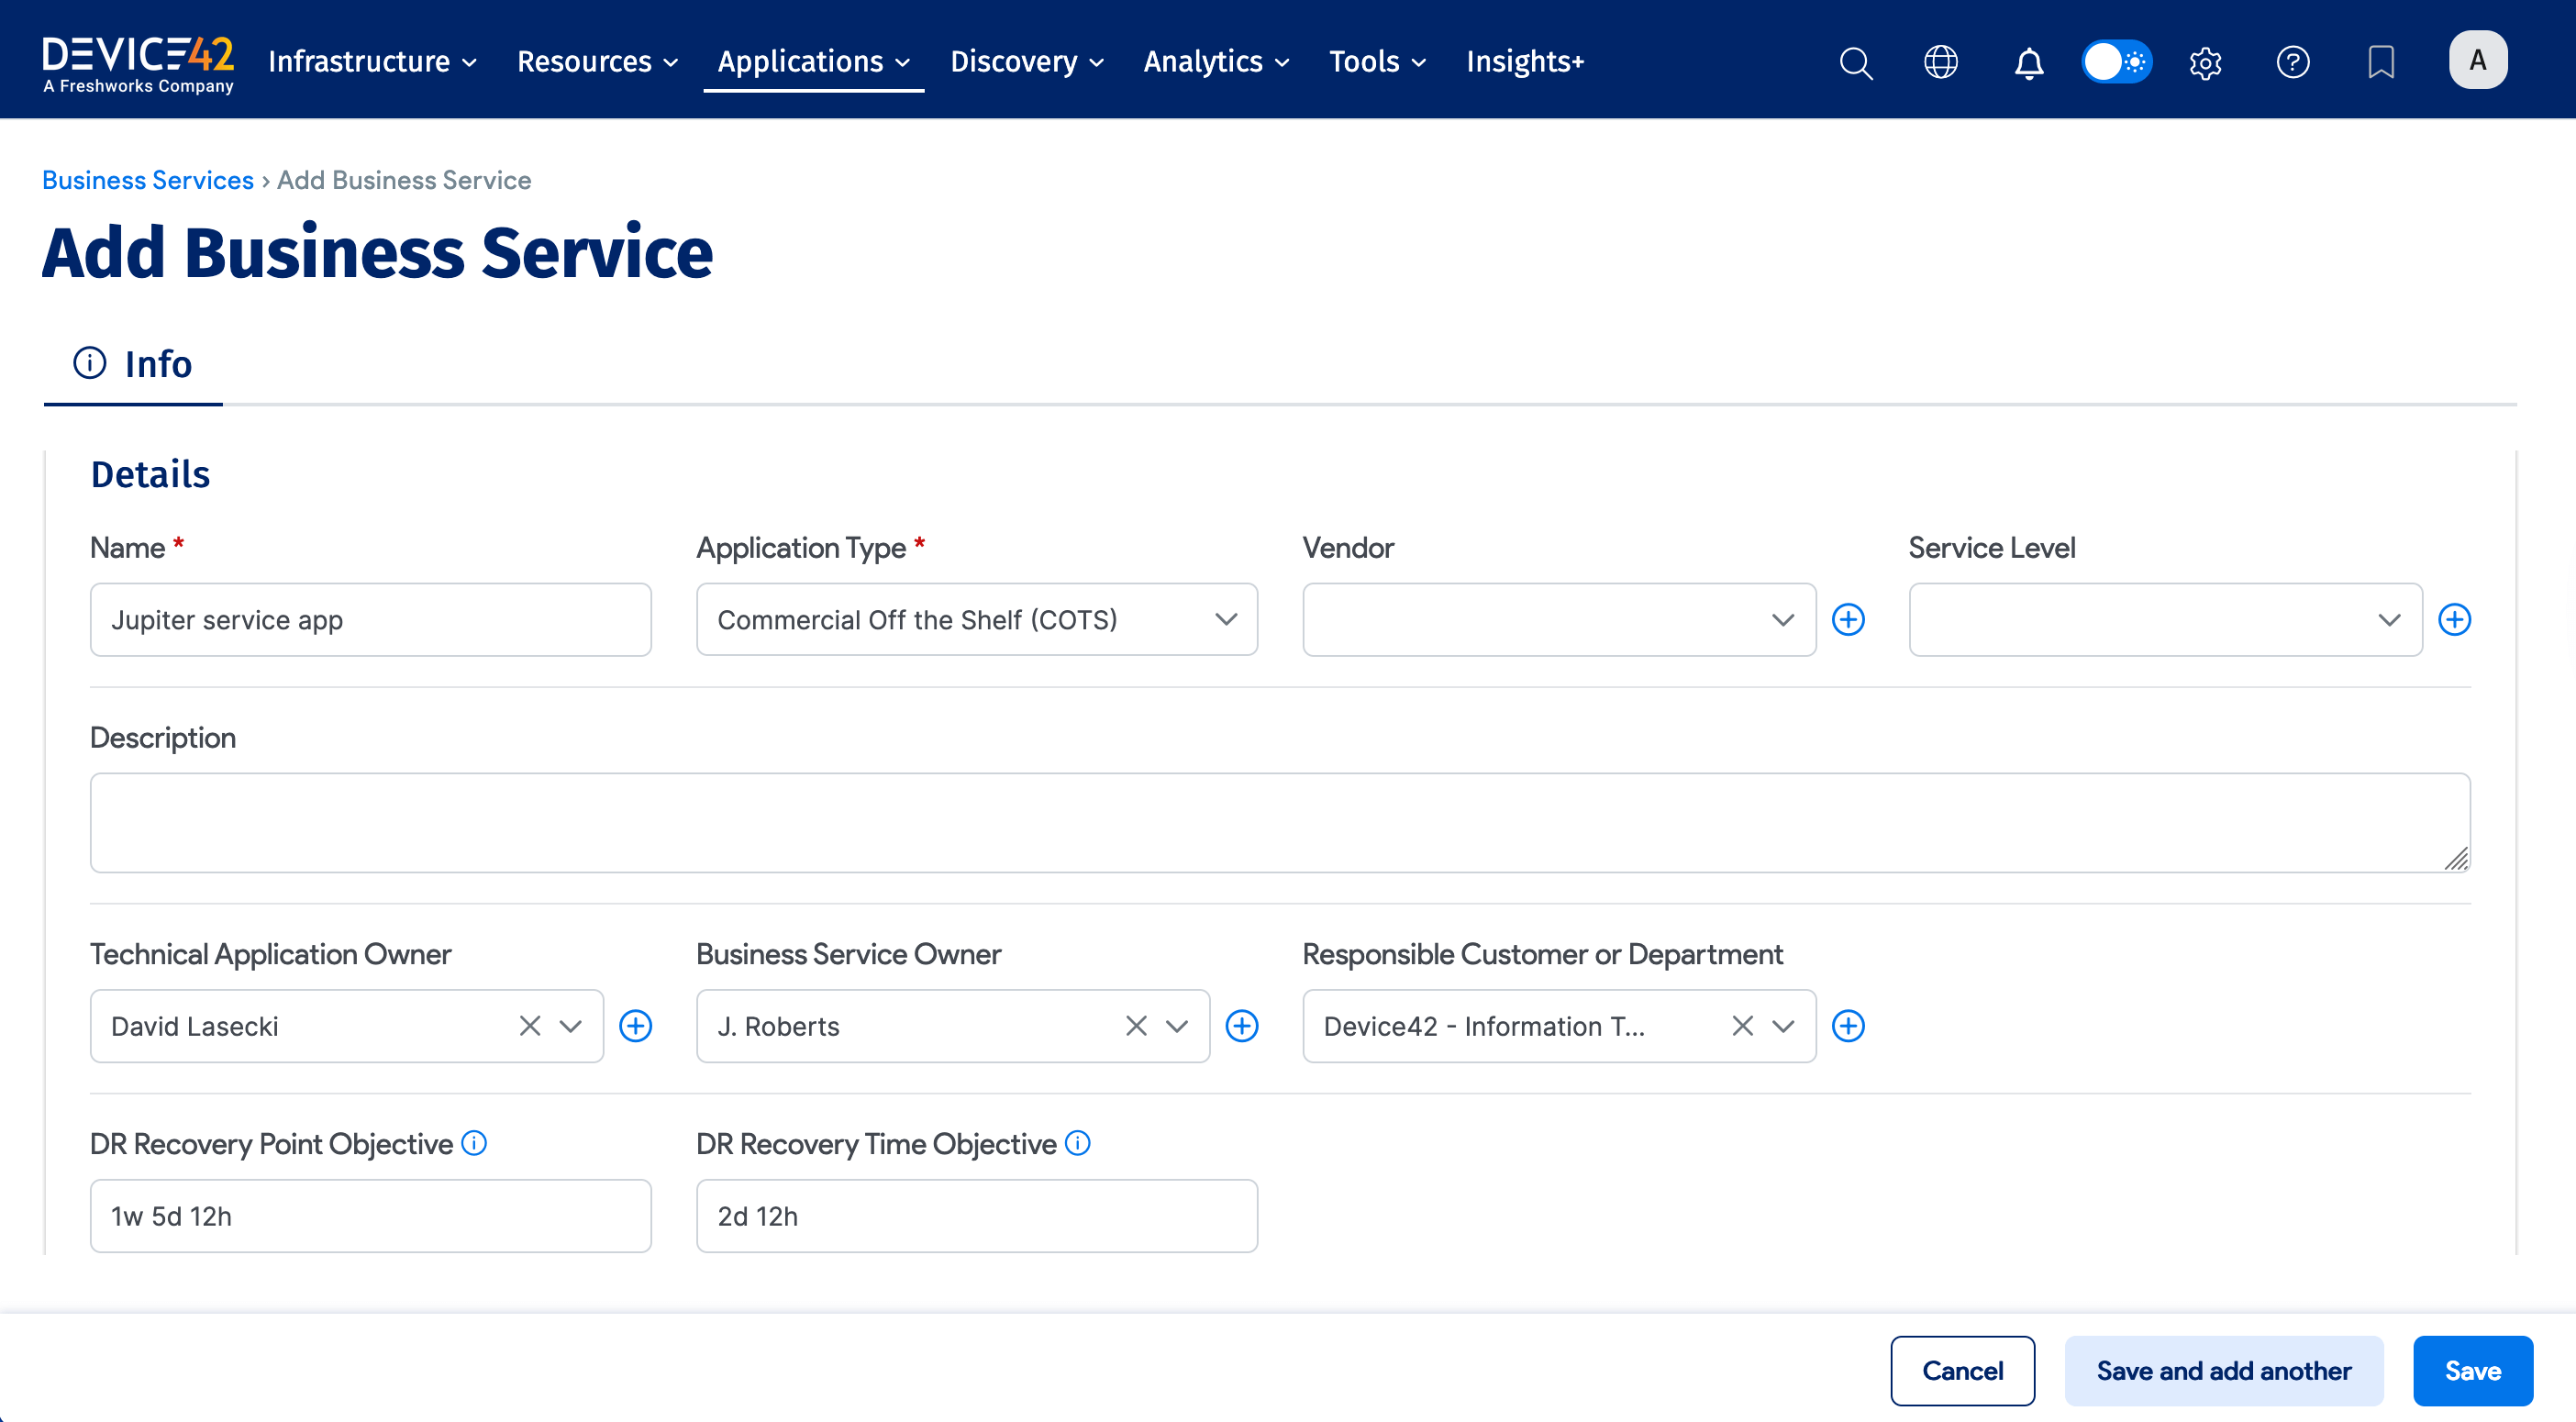 DEVICE42
A Freshworks Company
Infrastructure Resources Applications Discovery Analytics Tools Insights+ A
Business Services › Add Business Service
Add Business Service
Info
Details
Name * Application Type * Vendor Service Level
Jupiter service app Commercial Off the Shelf (COTS)
Description
Technical Application Owner Business Service Owner Responsible Customer or Department
David Lasecki J. Roberts Device42 - Information T...
DR Recovery Point Objective DR Recovery Time Objective
1w 5d 12h 2d 12h
Cancel Save and add another Save